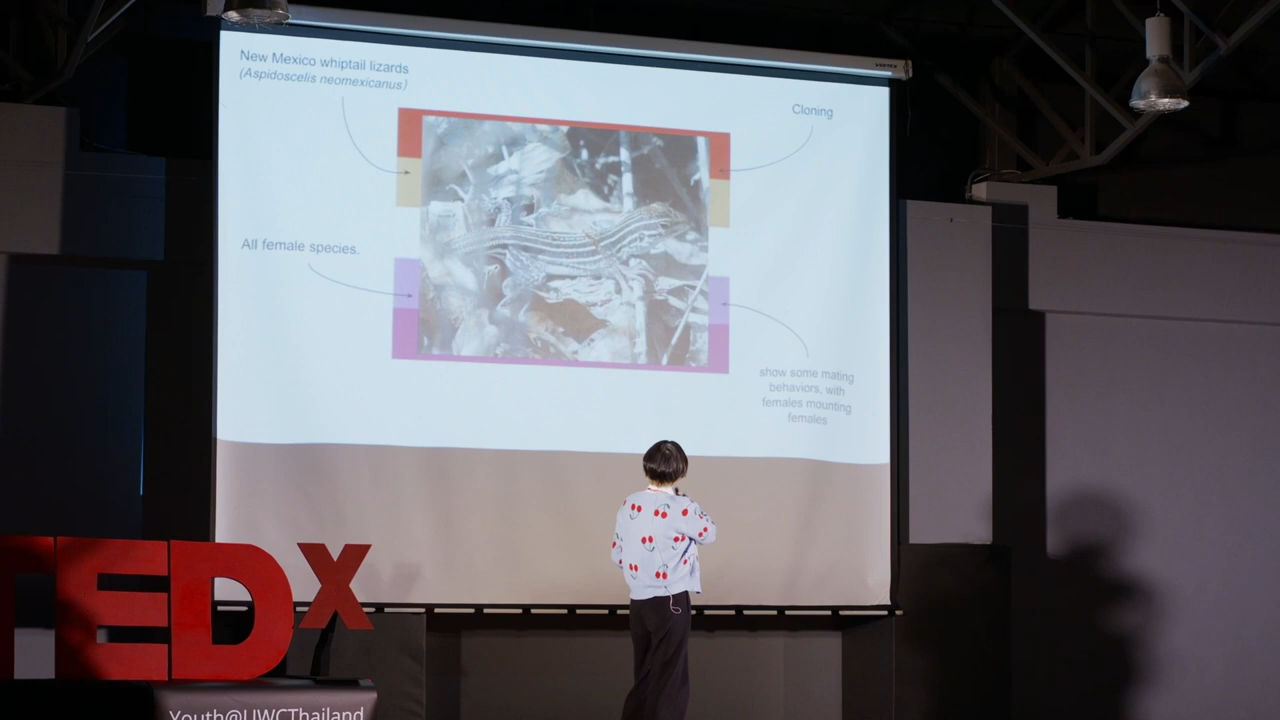 VERTEX
New Mexico whiptail lizards
(Aspidoscelis neomexicanus)
Cloning
All female species.
show some mating
behaviors, with
females mounting
females
TEDx
Youth@UWCThailand